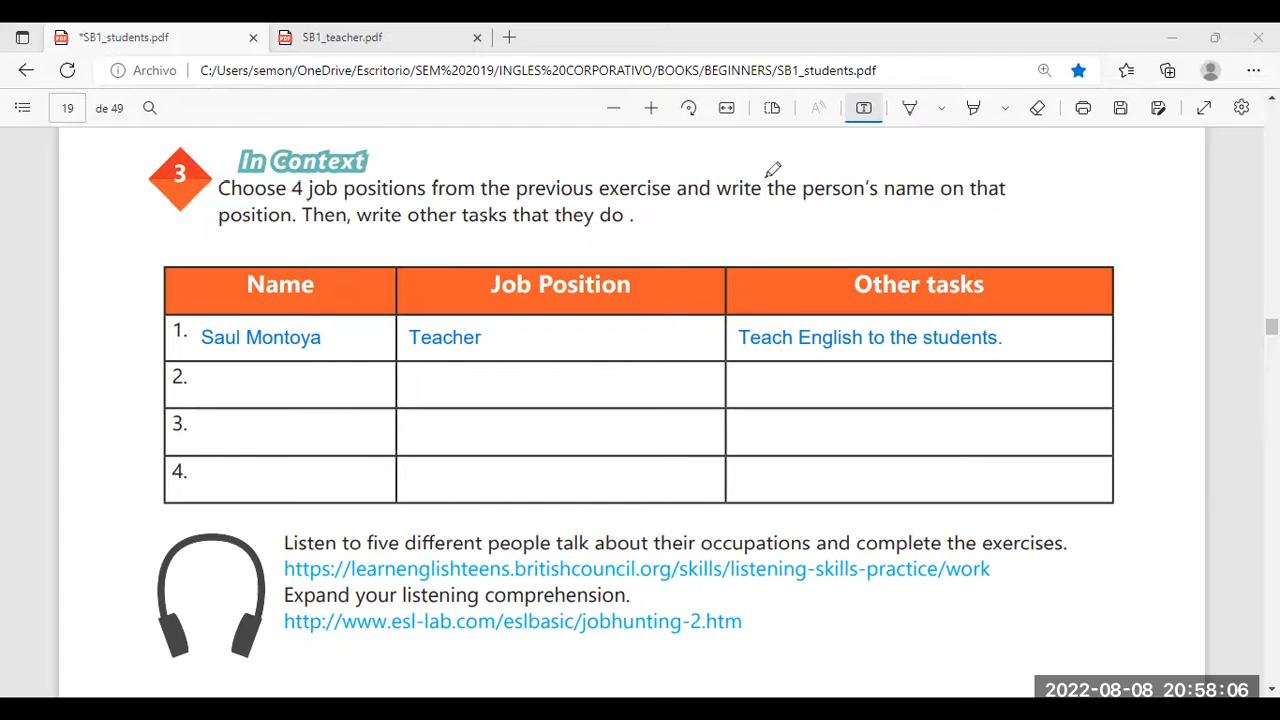 *SB1_students.pdf
SB1_teacher.pdf
Archivo
C:/Users/semon/OneDrive/Escritorio/SEM%202019/INGLES%20CORPORATIVO/BOOKS/BEGINNERS/SB1_students.pdf
19 de 49
3
In Context
Choose 4 job positions from the previous exercise and write the person's name on that
position. Then, write other tasks that they do .
Name Job Position Other tasks
1. Saul Montoya Teacher Teach English to the students.
2.
3.
4.
Listen to five different people talk about their occupations and complete the exercises.
https://learnenglishteens.britishcouncil.org/skills/listening-skills-practice/work
Expand your listening comprehension.
http://www.esl-lab.com/eslbasic/jobhunting-2.htm
2022-08-08 20:58:06